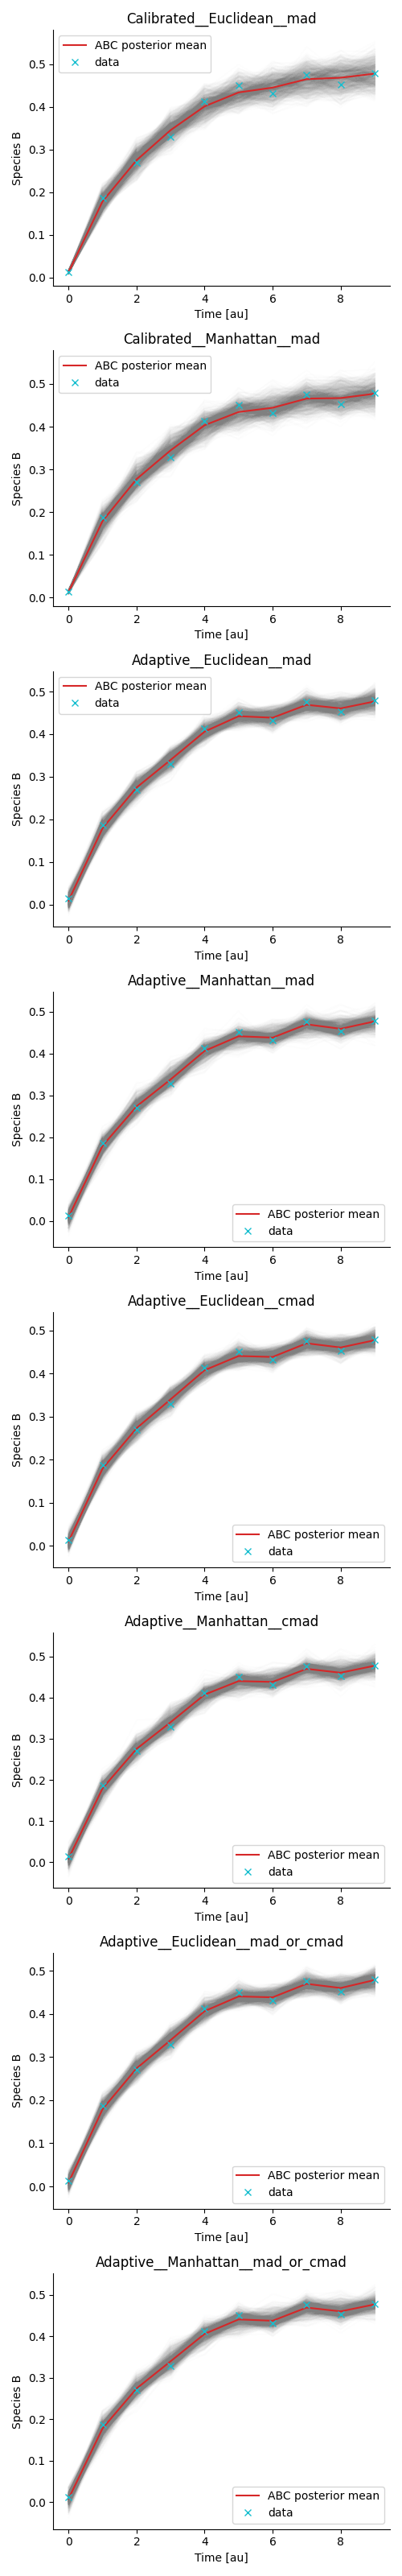 Calibrated__Euclidean__mad
ABC posterior mean
data
0.5
0.4
0.3
0.2
0.1
0.0
Species B
0 2 4 6 8
Time [au]
Calibrated__Manhattan__mad
ABC posterior mean
data
0.5
0.4
0.3
0.2
0.1
0.0
Species B
0 2 4 6 8
Time [au]
Adaptive__Euclidean__mad
ABC posterior mean
data
0.5
0.4
0.3
0.2
0.1
0.0
Species B
0 2 4 6 8
Time [au]
Adaptive__Manhattan__mad
0.5
0.4
0.3
0.2
0.1
0.0
Species B
ABC posterior mean
data
0 2 4 6 8
Time [au]
Adaptive__Euclidean__cmad
0.5
0.4
0.3
0.2
0.1
0.0
Species B
ABC posterior mean
data
0 2 4 6 8
Time [au]
Adaptive__Manhattan__cmad
0.5
0.4
0.3
0.2
0.1
0.0
Species B
ABC posterior mean
data
0 2 4 6 8
Time [au]
Adaptive__Euclidean__mad_or_cmad
0.5
0.4
0.3
0.2
0.1
0.0
Species B
ABC posterior mean
data
0 2 4 6 8
Time [au]
Adaptive__Manhattan__mad_or_cmad
0.5
0.4
0.3
0.2
0.1
0.0
Species B
ABC posterior mean
data
0 2 4 6 8
Time [au]